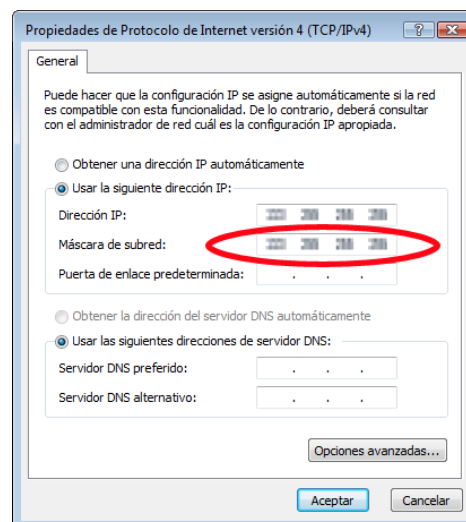 Propiedades de Protocolo de Internet versión 4 (TCP/IPv4)
General
Puede hacer que la configuración IP se asigne automáticamente si la red
es compatible con esta funcionalidad. De lo contrario, deberá consultar
con el administrador de red cuál es la configuración IP apropiada.
Obtener una dirección IP automáticamente
Usar la siguiente dirección IP:
Dirección IP:
Máscara de subred:
Puerta de enlace predeterminada:
Obtener la dirección del servidor DNS automáticamente
Usar las siguientes direcciones de servidor DNS:
Servidor DNS preferido:
Servidor DNS alternativo:
Opciones avanzadas...
Aceptar Cancelar